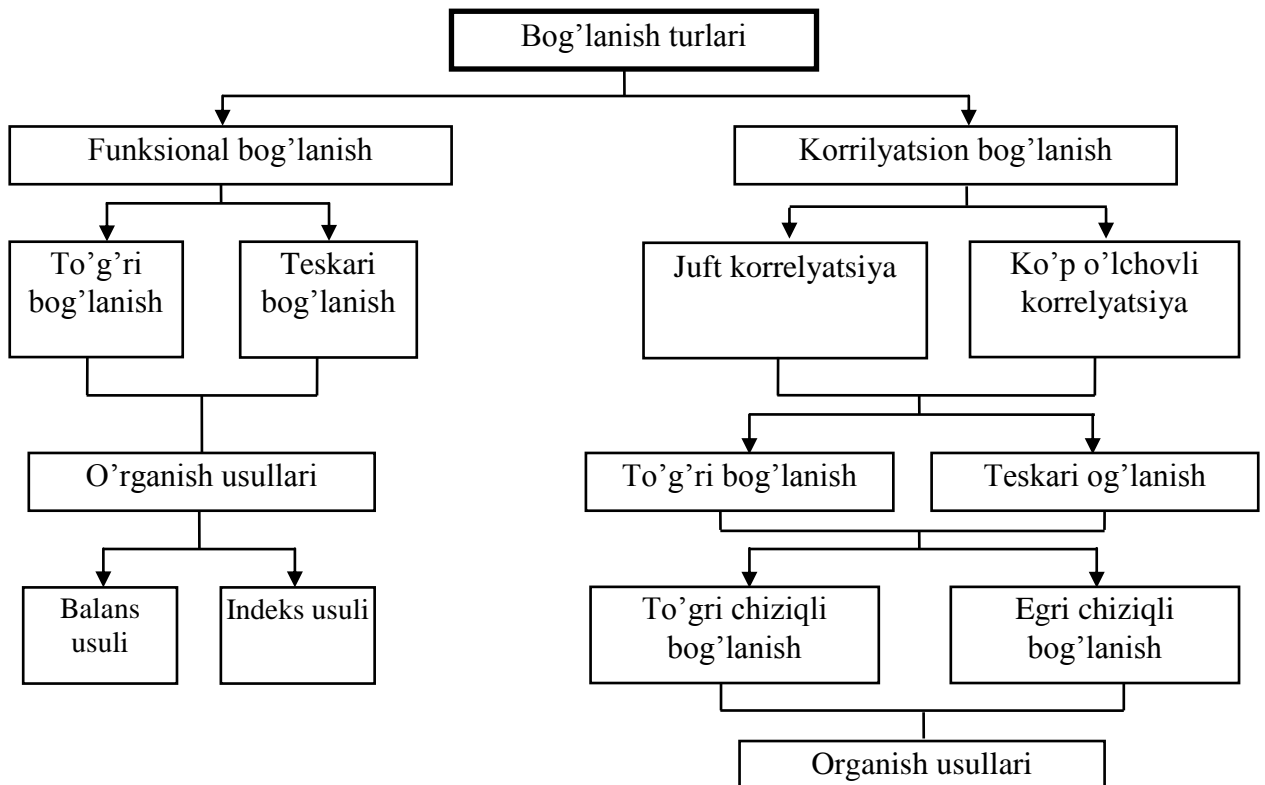 Bog’lanish turlari
Funksional bog’lanish
Korrilyatsion bog’lanish
To’g’ri
bog’lanish
Teskari
bog’lanish
Juft korrelyatsiya
Ko’p o’lchovli
korrelyatsiya
O’rganish usullari
To’g’ri bog’lanish
Teskari og’lanish
Balans
usuli
Indeks usuli
To’gri chiziqli
bog’lanish
Egri chiziqli
bog’lanish
Organish usullari